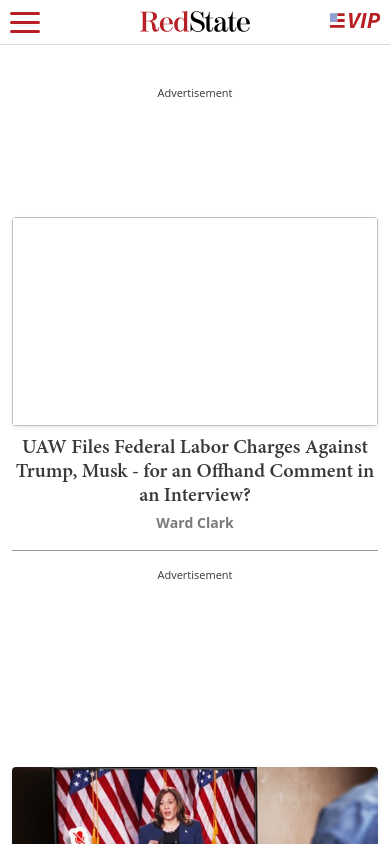 RedState
VIP
Advertisement
UAW Files Federal Labor Charges Against
Trump, Musk - for an Offhand Comment in
an Interview?
Ward Clark
Advertisement